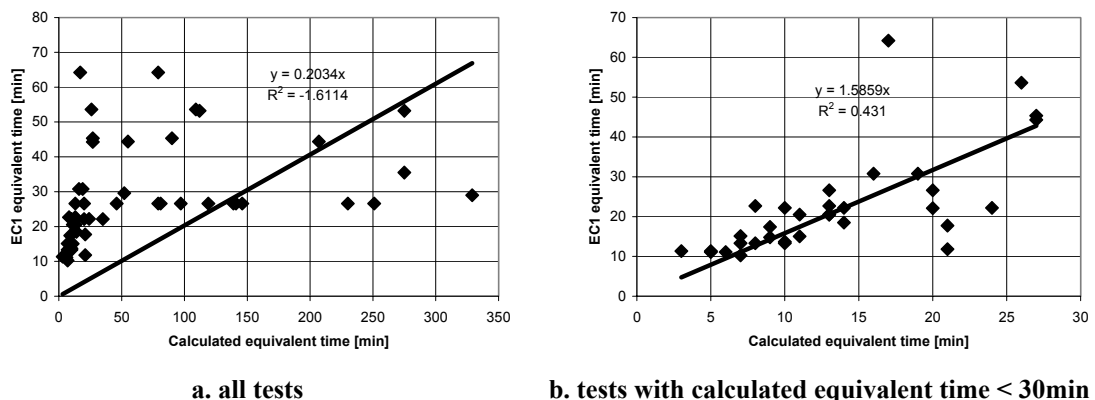 80
70
60
50
40
30
20
10
0
EC1 equivalent time [min]
y = 0.2034x
R² = -1.6114
0 50 100 150 200 250 300 350
Calculated equivalent time [min]
a. all tests
70
60
50
40
30
20
10
0
EC1 equivalent time [min]
y = 1.5859x
R² = 0.431
0 5 10 15 20 25 30
Calculated equivalent time [min]
b. tests with calculated equivalent time < 30min